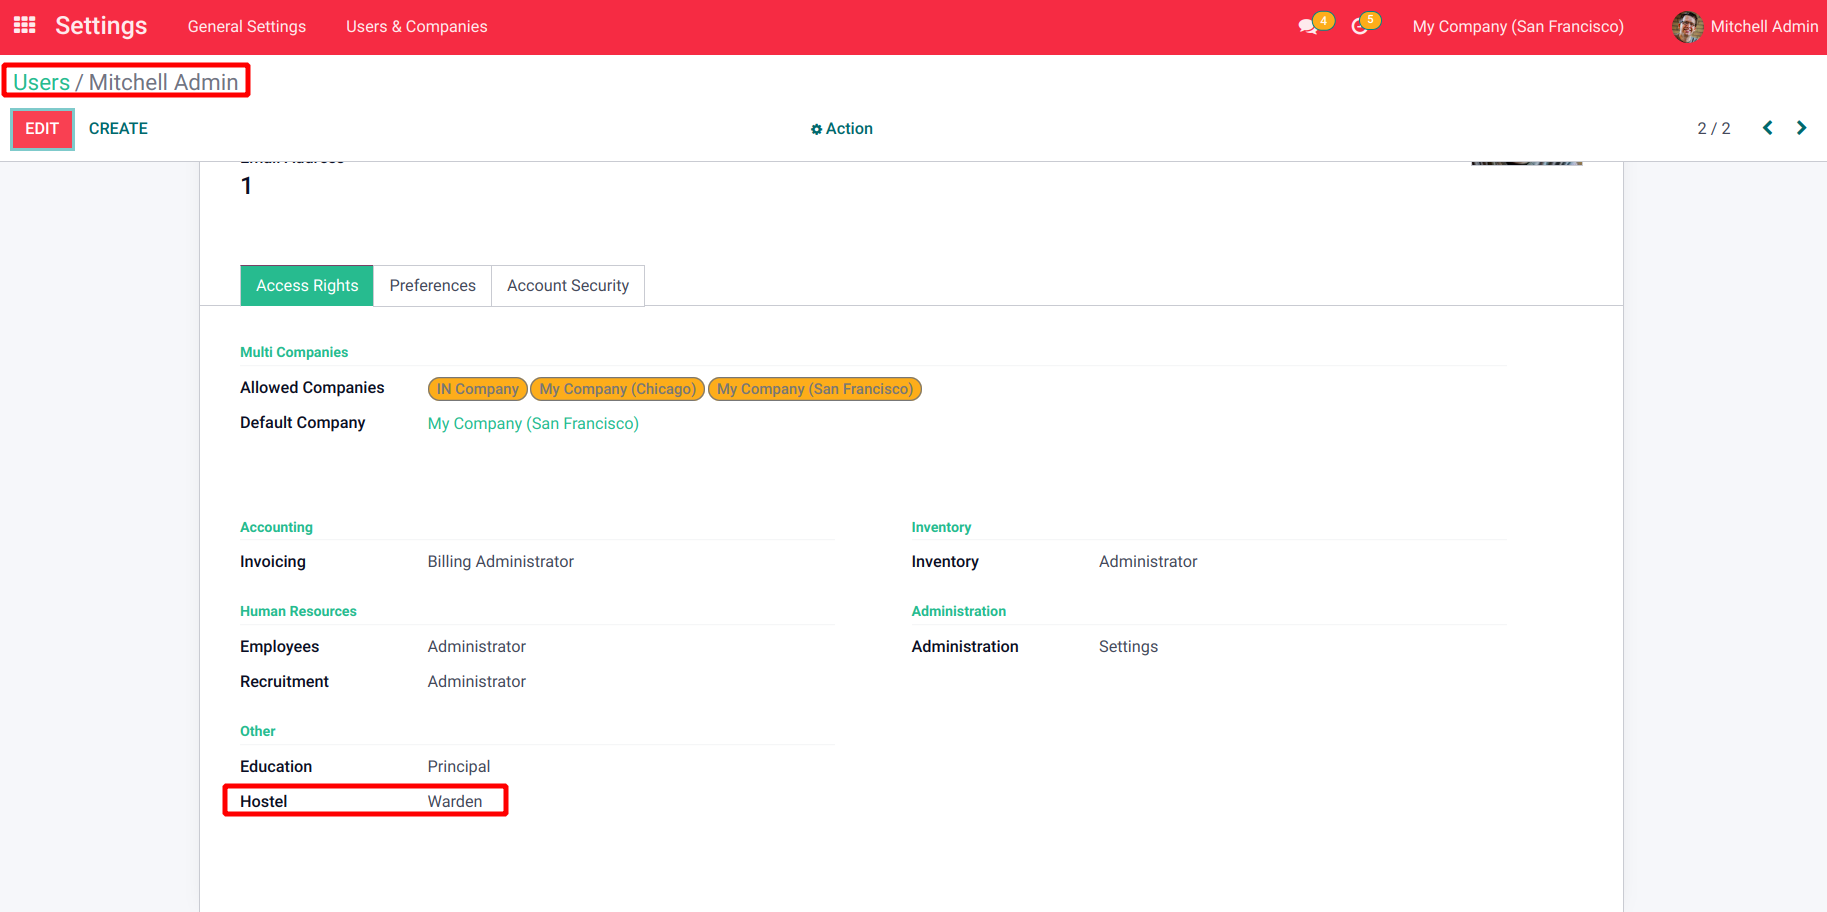 Settings General Settings Users & Companies 4 5 My Company (San Francisco) Mitchell Admin
Users / Mitchell Admin
EDIT CREATE Action 2 / 2
Email Address
1
Access Rights Preferences Account Security
Multi Companies
Allowed Companies IN Company My Company (Chicago) My Company (San Francisco)
Default Company My Company (San Francisco)
Accounting Inventory
Invoicing Billing Administrator Inventory Administrator
Human Resources Administration
Employees Administrator Administration Settings
Recruitment Administrator
Other
Education Principal
Hostel Warden